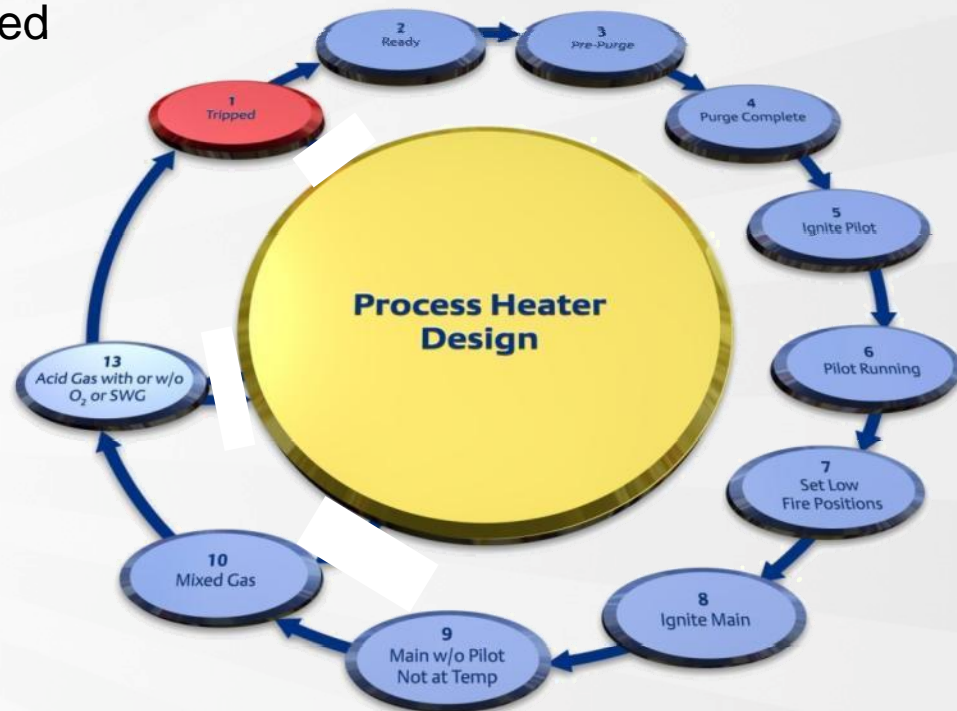 ed
1
Tripped
2
Ready
3
Pre-Purge
4
Purge Complete
5
Ignite Pilot
6
Pilot Running
7
Set Low
Fire Positions
8
Ignite Main
9
Main w/o Pilot
Not at Temp
10
Mixed Gas
13
Acid Gas with or w/o
O₂ or SWG
Process Heater
Design